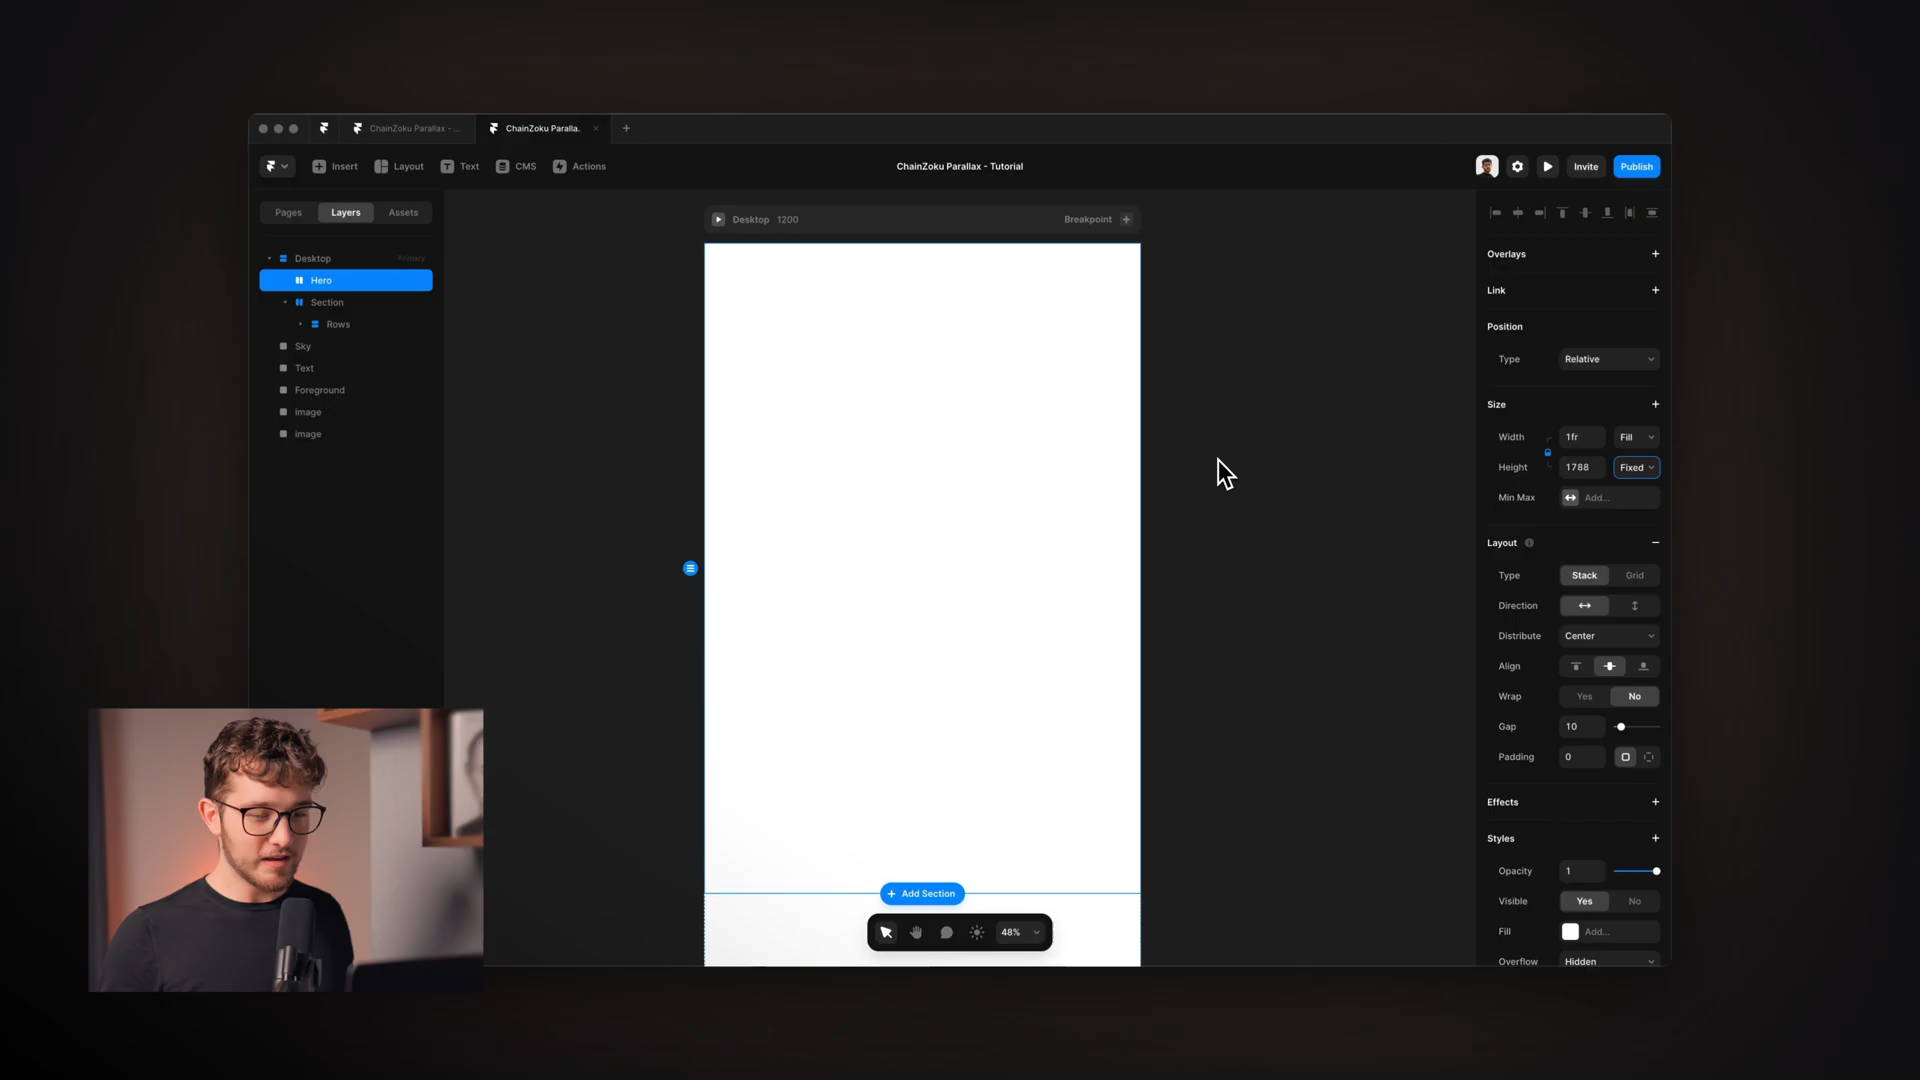 ChainZoku Parallax - ...
ChainZoku Paralla.
Insert
Layout
Text
CMS
Actions
ChainZoku Parallax - Tutorial
Invite
Publish
Pages
Layers
Assets
Desktop
Primary
Hero
Section
Rows
Sky
Text
Foreground
image
image
Desktop 1200
Breakpoint
Add Section
48%
Overlays
Link
Position
Type Relative
Size
Width 1fr Fill
Height 1788 Fixed
Min Max Add...
Layout
Type Stack Grid
Direction
Distribute Center
Align
Wrap Yes No
Gap 10
Padding 0
Effects
Styles
Opacity 1
Visible Yes No
Fill Add...
Overflow Hidden